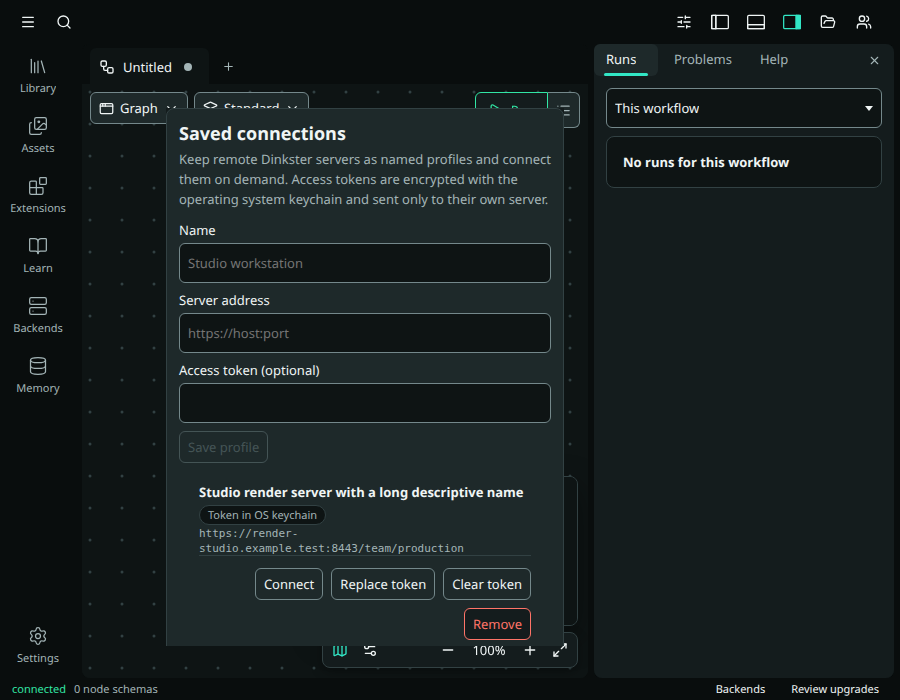 Library
Assets
Extensions
Learn
Backends
Memory
Settings
Untitled
Graph
Standard
Saved connections
Keep remote Dinkster servers as named profiles and connect
them on demand. Access tokens are encrypted with the
operating system keychain and sent only to their own server.
Name
Studio workstation
Server address
https://host:port
Access token (optional)
Save profile
Studio render server with a long descriptive name
Token in OS keychain
https://render-
studio.example.test:8443/team/production
Connect
Replace token
Clear token
Remove
100%
Runs
Problems
Help
This workflow
No runs for this workflow
connected
0 node schemas
Backends
Review upgrades